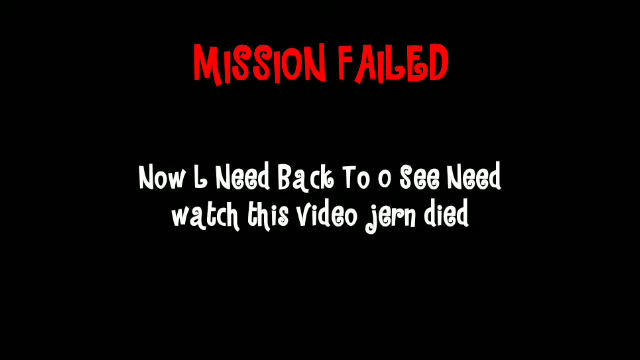 MISSION FAILED
Now L Need Back To 0 See Need
watch this Video jern died